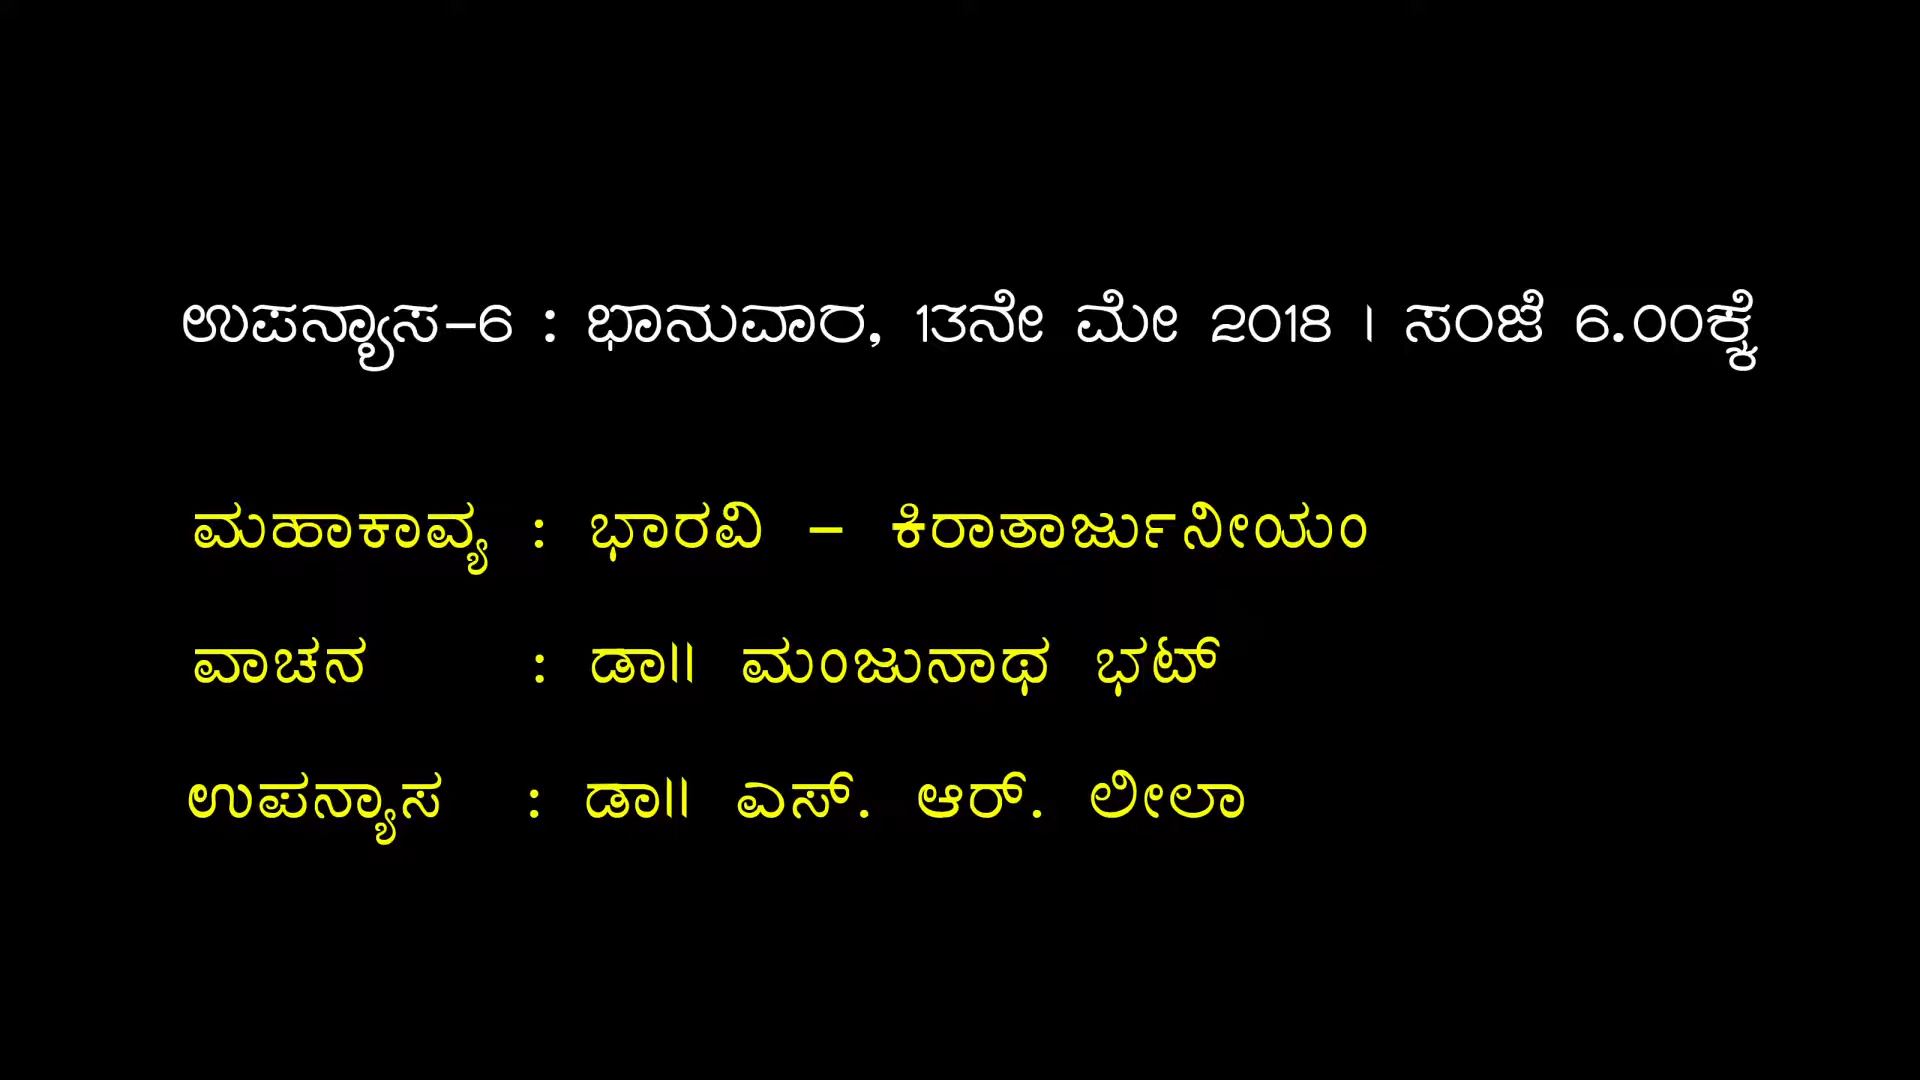 ಉಪನ್ಯಾಸ–6 : ಭಾನುವಾರ, 13ನೇ ಮೇ 2018 । ಸಂಜೆ 6.00ಕ್ಕೆ
ಮಹಾಕಾವ್ಯ : ಭಾರವಿ – ಕಿರಾತಾರ್ಜುನೀಯಂ
ವಾಚನ : ಡಾ॥ ಮಂಜುನಾಥ ಭಟ್
ಉಪನ್ಯಾಸ : ಡಾ॥ ಎಸ್. ಆರ್. ಲೀಲಾ